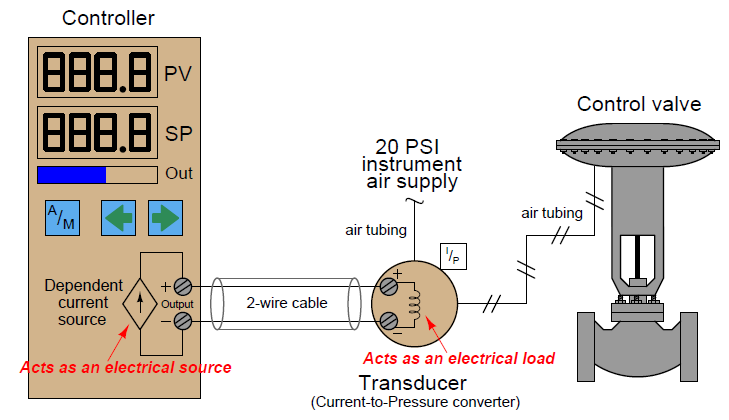 Controller
888.8 PV
888.8 SP
Out
A/M
Dependent
current
source
+
Output
−
Acts as an electrical source
2-wire cable
20 PSI
instrument
air supply
air tubing
I/P
+
−
Acts as an electrical load
Transducer
(Current-to-Pressure converter)
air tubing
Control valve